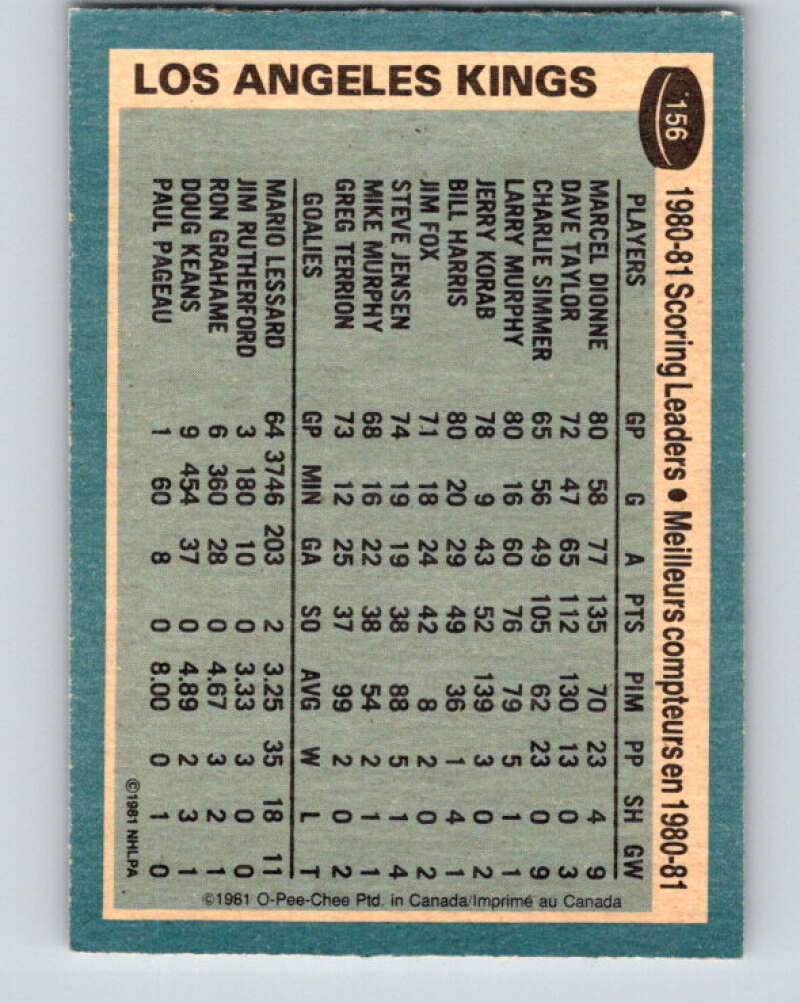 LOS ANGELES KINGS
156
1980-81 Scoring Leaders • Meilleurs compteurs en 1980-81
PLAYERS GP G A PTS PIM PP SH GW
MARCEL DIONNE 80 58 77 135 70 23 4 9
DAVE TAYLOR 72 47 65 112 130 13 0 3
CHARLIE SIMMER 65 56 49 105 62 23 0 9
LARRY MURPHY 80 16 60 76 79 5 1 1
JERRY KORAB 78 9 43 52 139 3 0 2
BILL HARRIS 80 20 29 49 36 1 4 1
JIM FOX 71 18 24 42 8 2 0 2
STEVE JENSEN 74 19 19 38 88 5 1 4
MIKE MURPHY 68 16 22 38 54 2 1 1
GREG TERRION 73 12 25 37 99 2 0 2
GOALIES GP MIN GA SO AVG W L T
MARIO LESSARD 64 3746 203 2 3.25 35 18 11
JIM RUTHERFORD 3 180 10 0 3.33 3 0 0
RON GRAHAME 6 360 28 0 4.67 3 2 1
DOUG KEANS 9 454 37 0 4.89 2 3 1
PAUL PAGEAU 1 60 8 0 8.00 0 1 0
©1981 NHLPA
©1981 O-Pee-Chee Ptd. in Canada/Imprimé au Canada